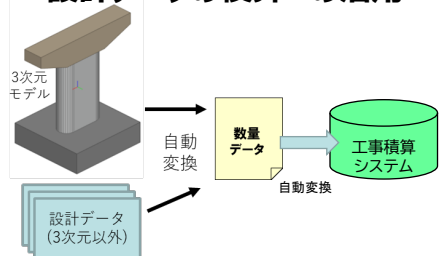 3次元
モデル
自動
変換
数量
データ
自動変換
工事積算
システム
設計データ
(3次元以外)